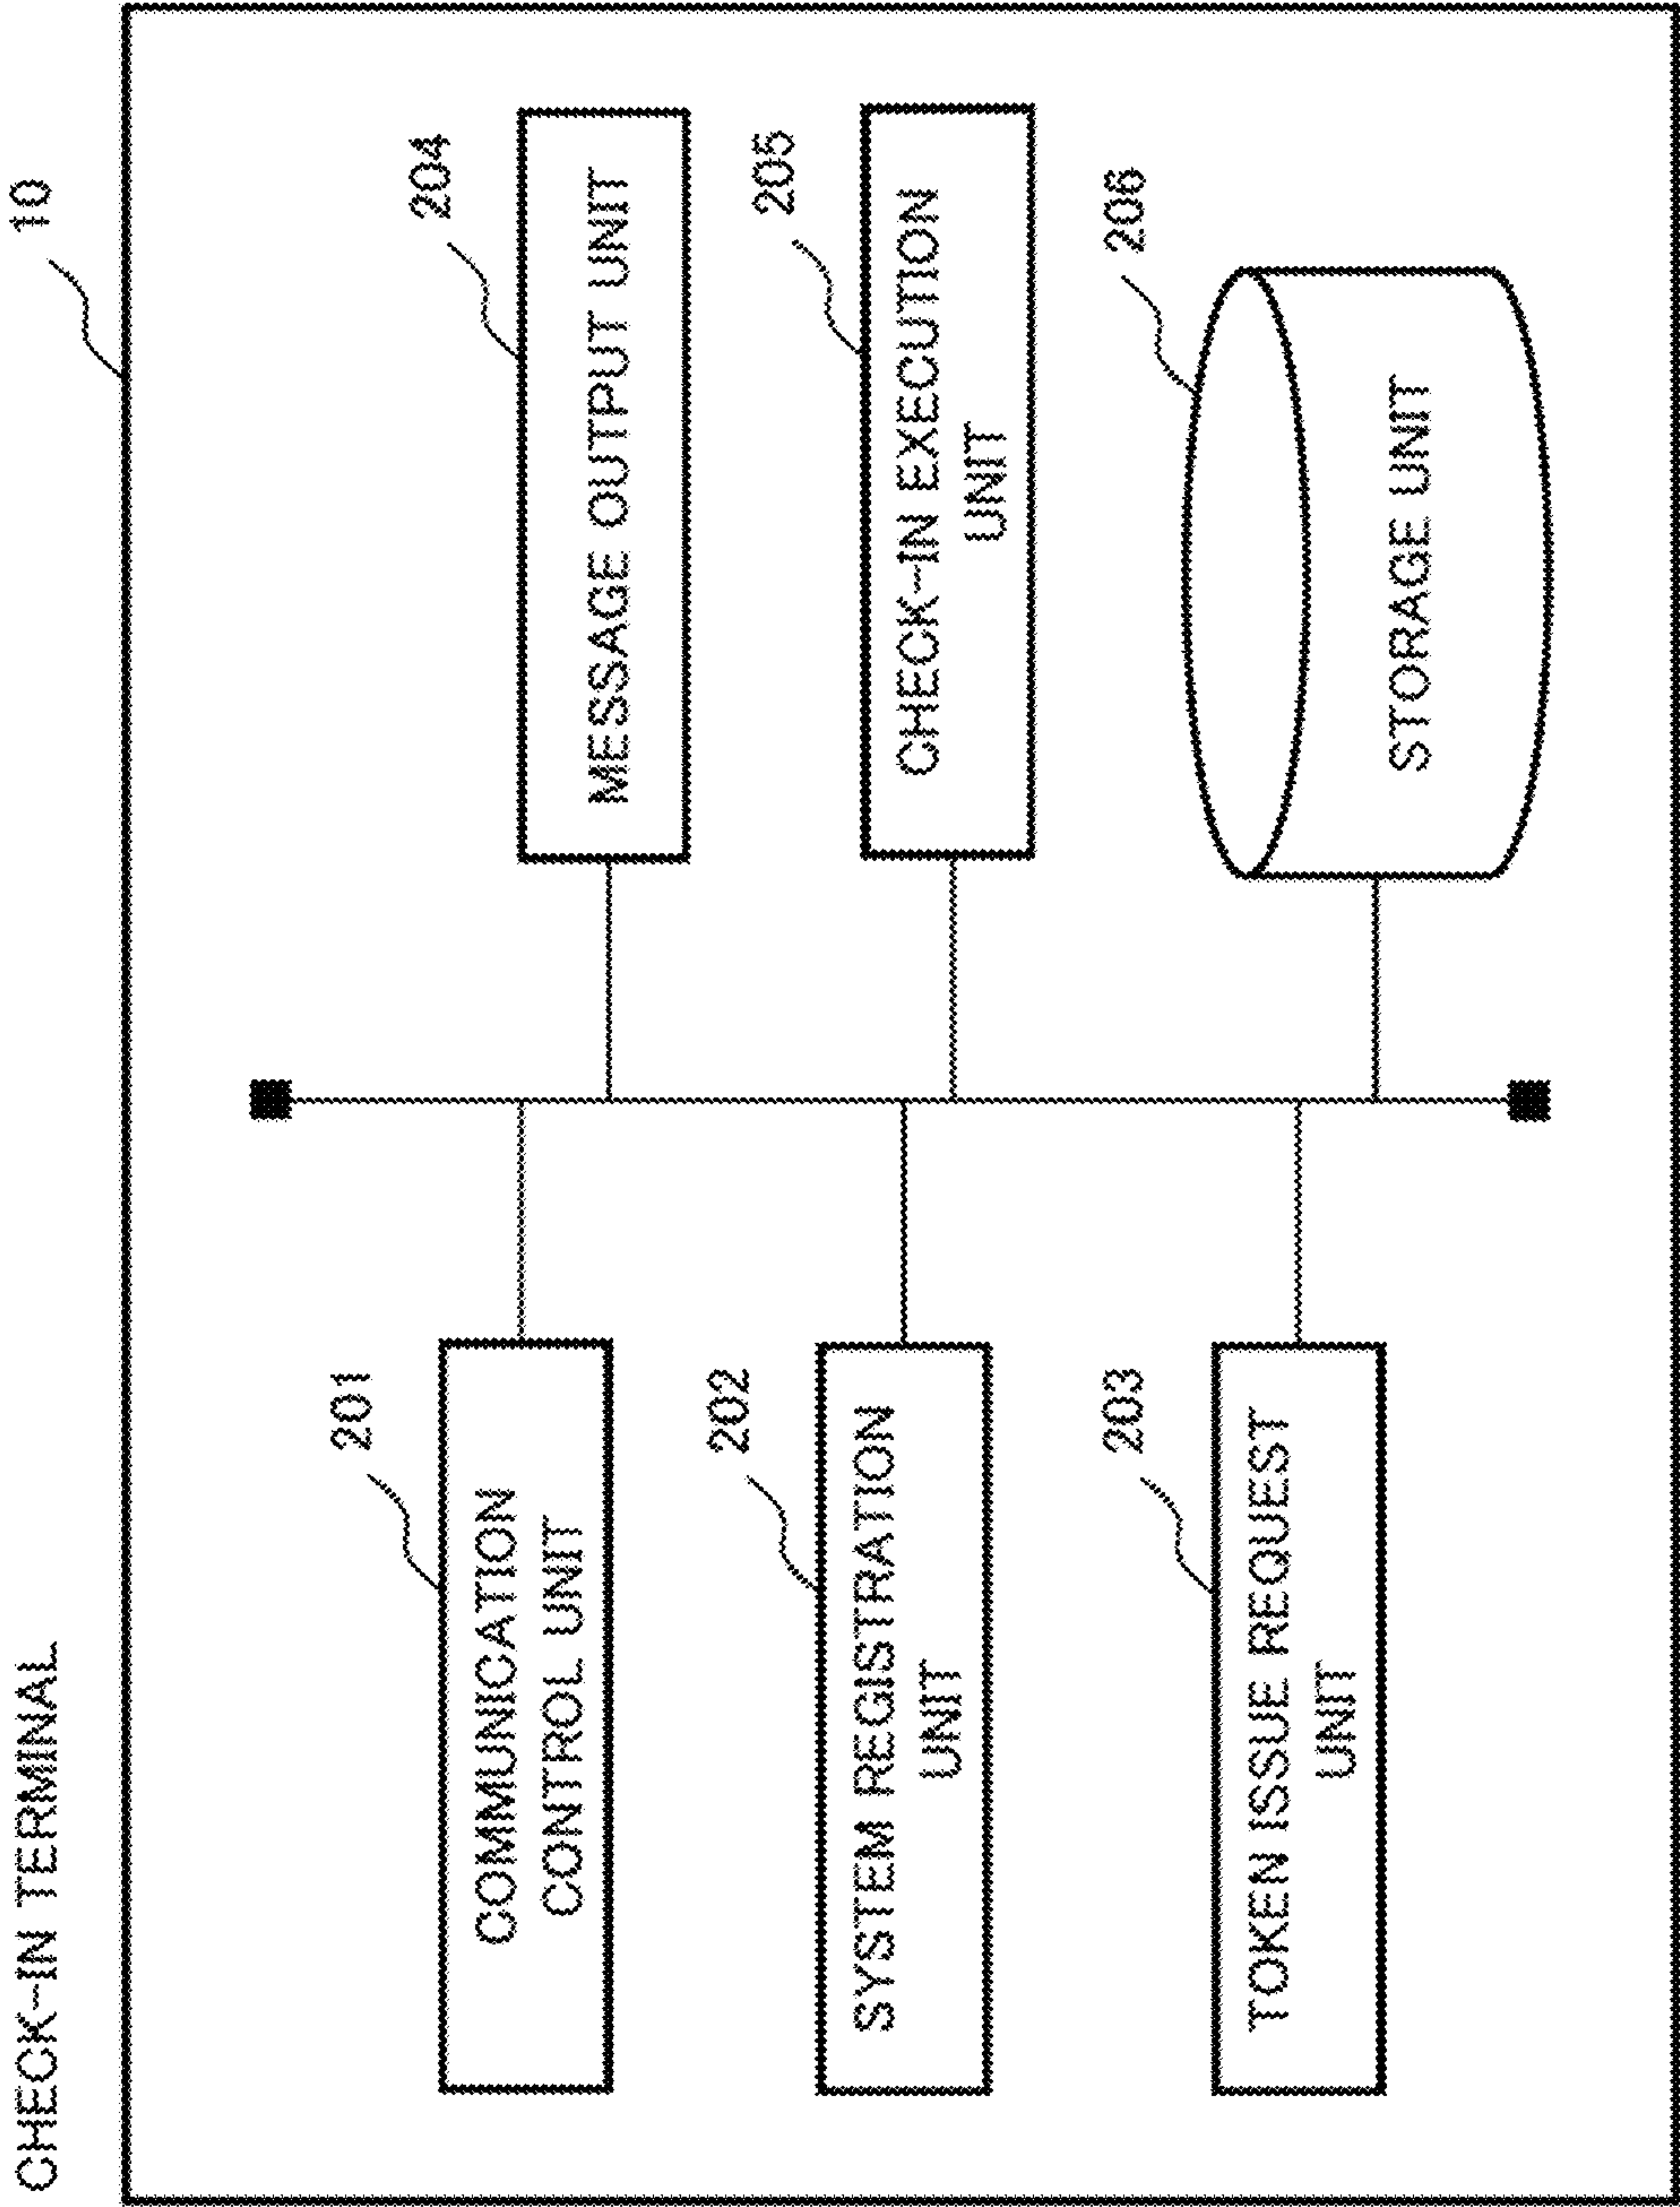 CHECK-IN TERMINAL
10
201
COMMUNICATION
CONTROL UNIT
202
SYSTEM REGISTRATION
UNIT
203
TOKEN ISSUE REQUEST
UNIT
204
MESSAGE OUTPUT UNIT
205
CHECK-IN EXECUTION
UNIT
206
STORAGE UNIT